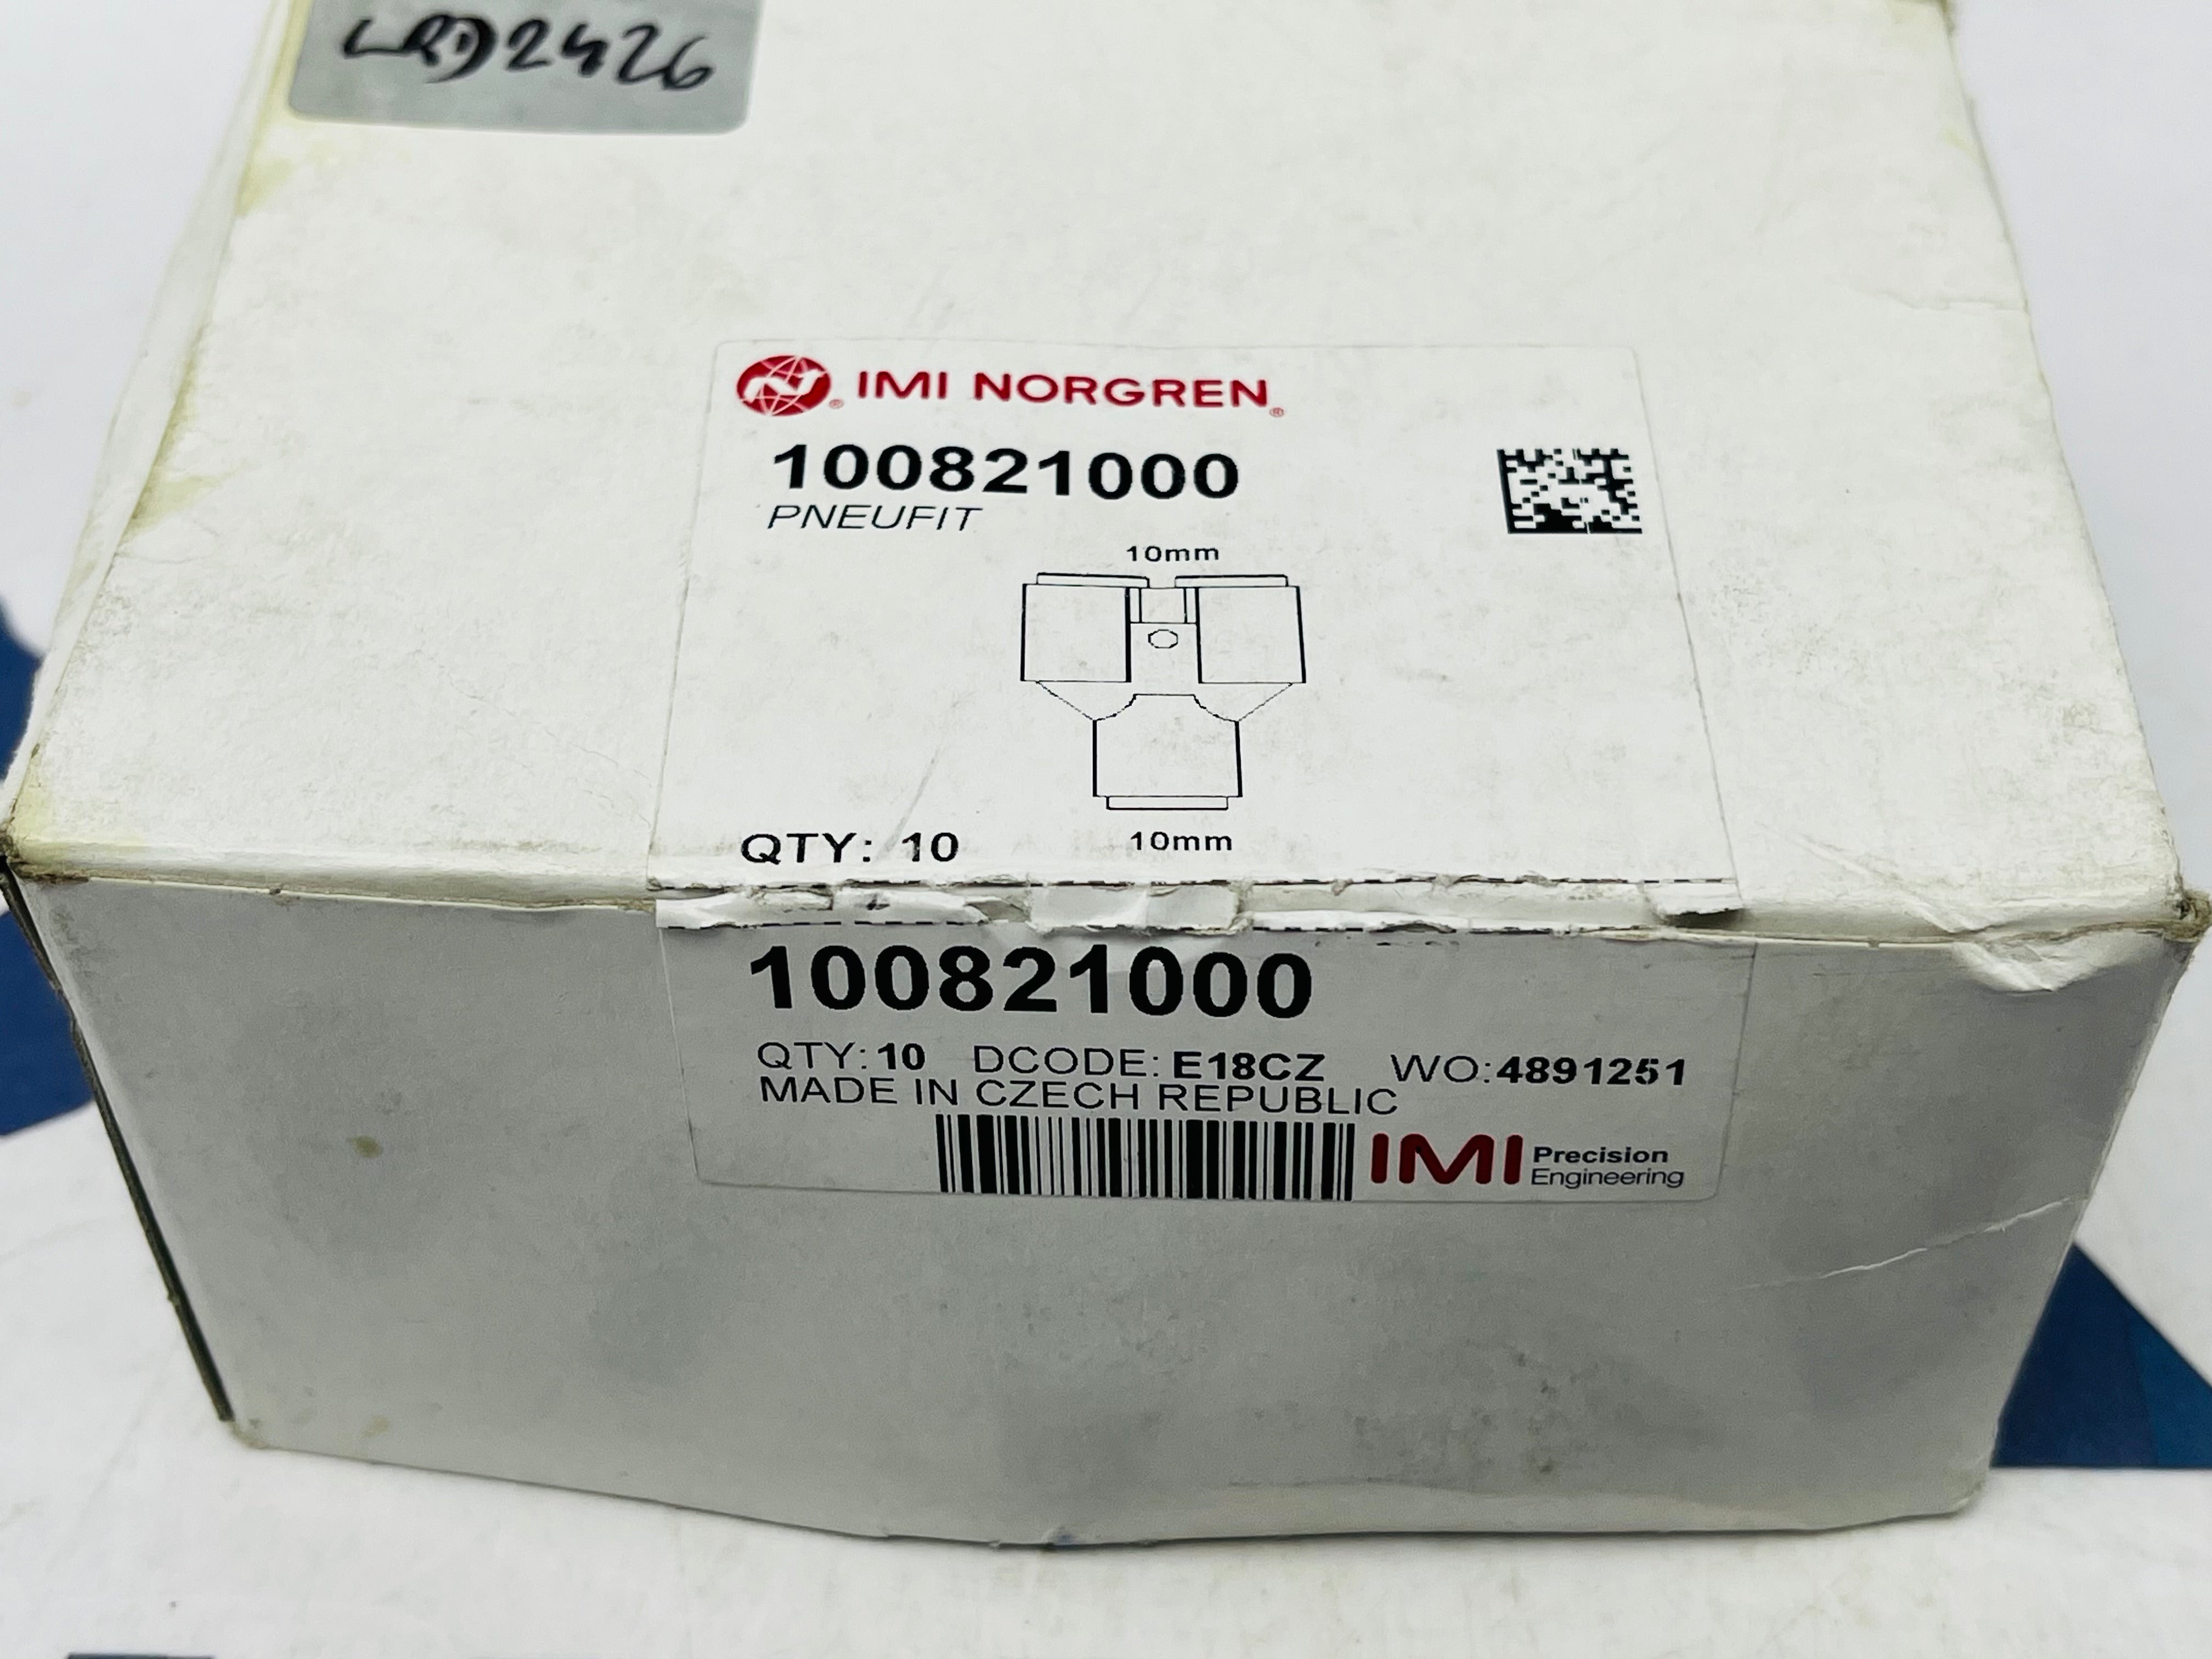 LRD2426
IMI NORGREN®
100821000
PNEUFIT
10mm
QTY: 10
10mm
100821000
QTY: 10 DCODE: E18CZ WO: 4891251
MADE IN CZECH REPUBLIC
IMI Precision
Engineering